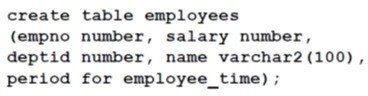 create table employees
(empno number, salary number,
deptid number, name varchar2(100),
period for employee_time);